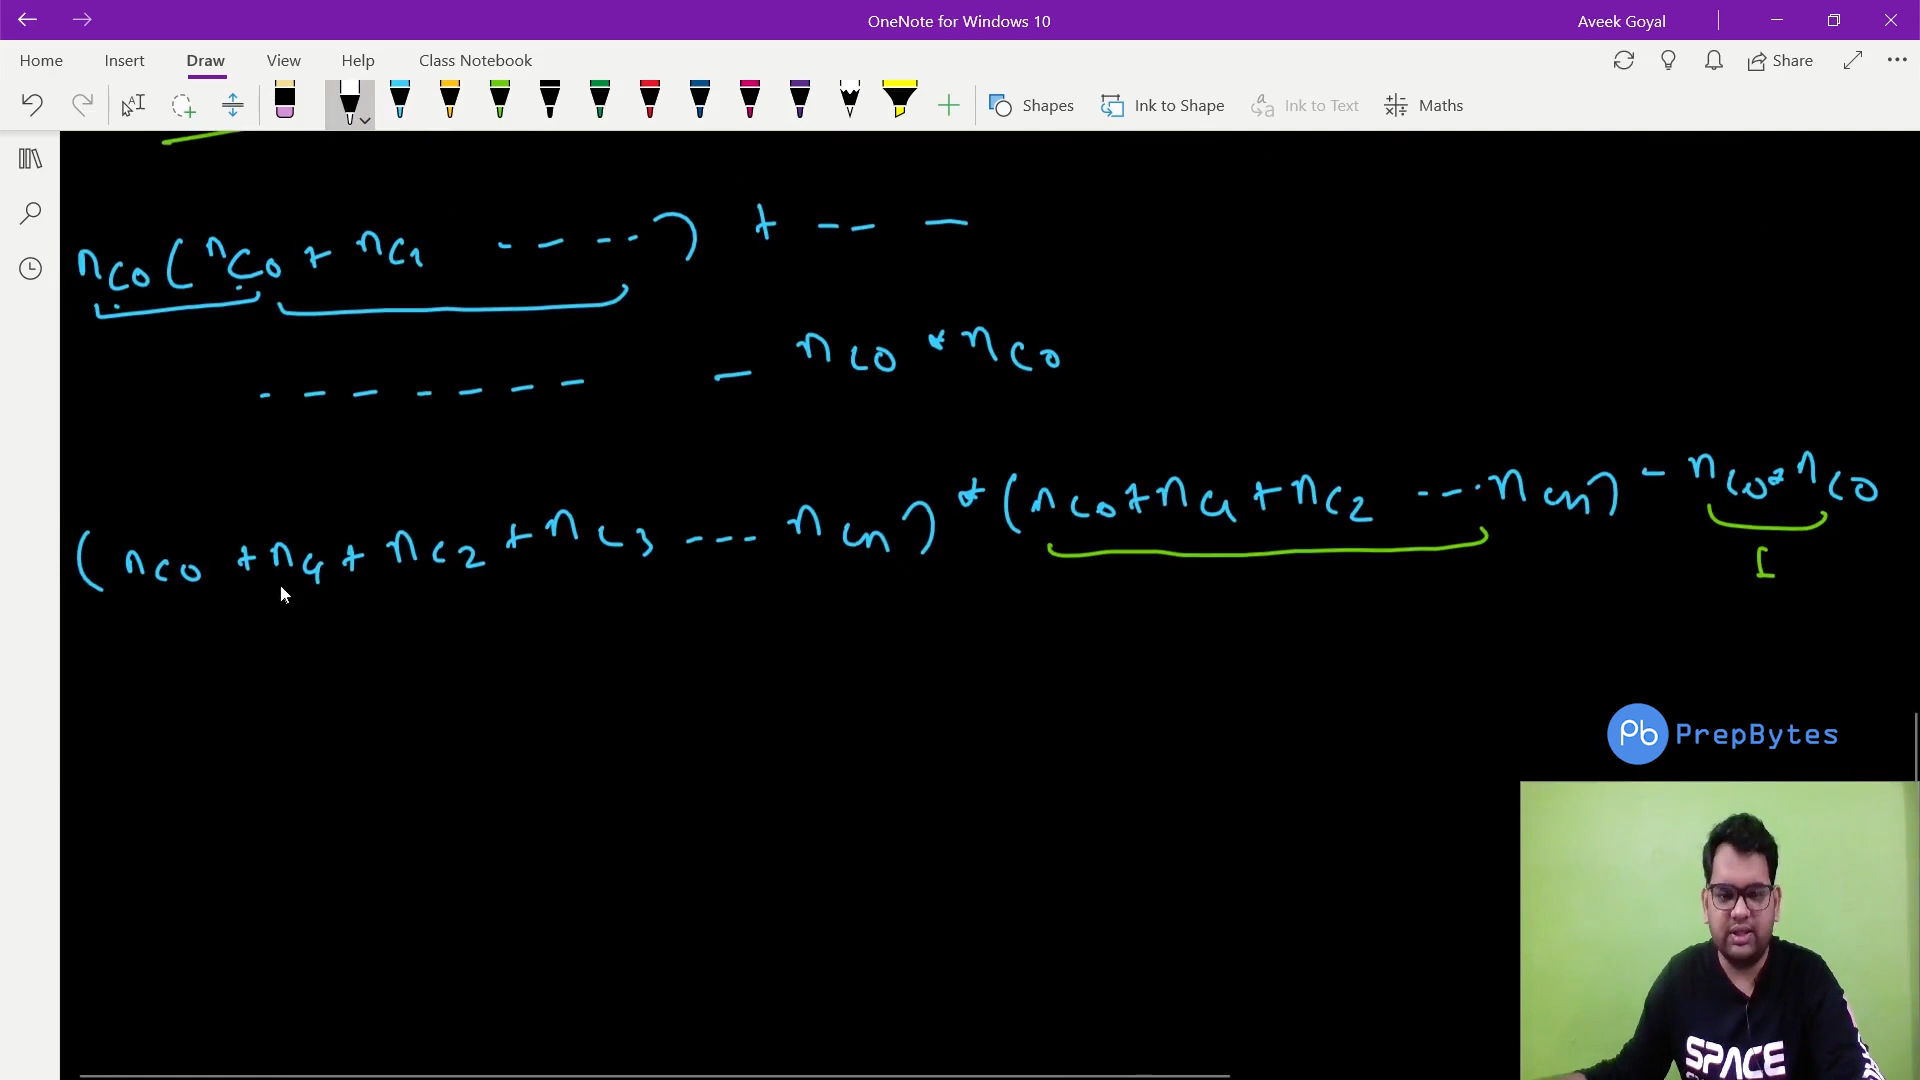 OneNote for Windows 10
Aveek Goyal
Home Insert Draw View Help Class Notebook
Share
Shapes Ink to Shape Ink to Text Maths
nC0 ( nC0 + nC1 ----- ) + -- —
- - - - - - - — nC0 * nC0
( nC0 + nC1 + nC2 + nC3 --- nCn ) * ( nC0 + nC1 + nC2 --- nCn ) - nC0 * nC0
1
Pb PrepBytes
SPACE